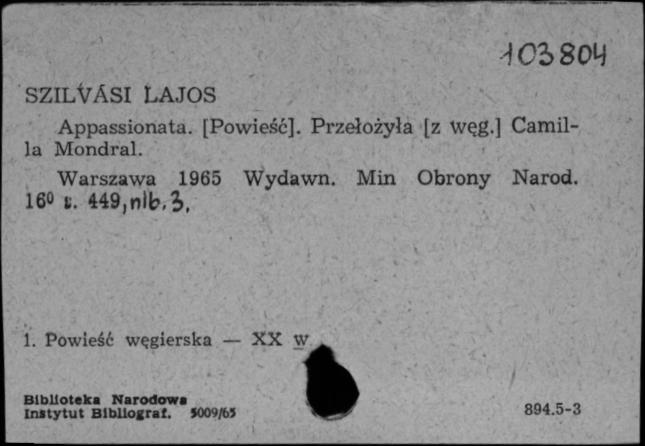 103804
SZILVÁSI LAJOS
Appassionata. [Powieść]. Przełożyła [z węg.] Camil-
la Mondral.
Warszawa 1965 Wydawn. Min Obrony Narod.
16⁰ s. 449, nlb. 3.
1. Powieść węgierska — XX w
Biblioteka Narodowa
Instytut Bibliograf. 5009/65
894.5-3